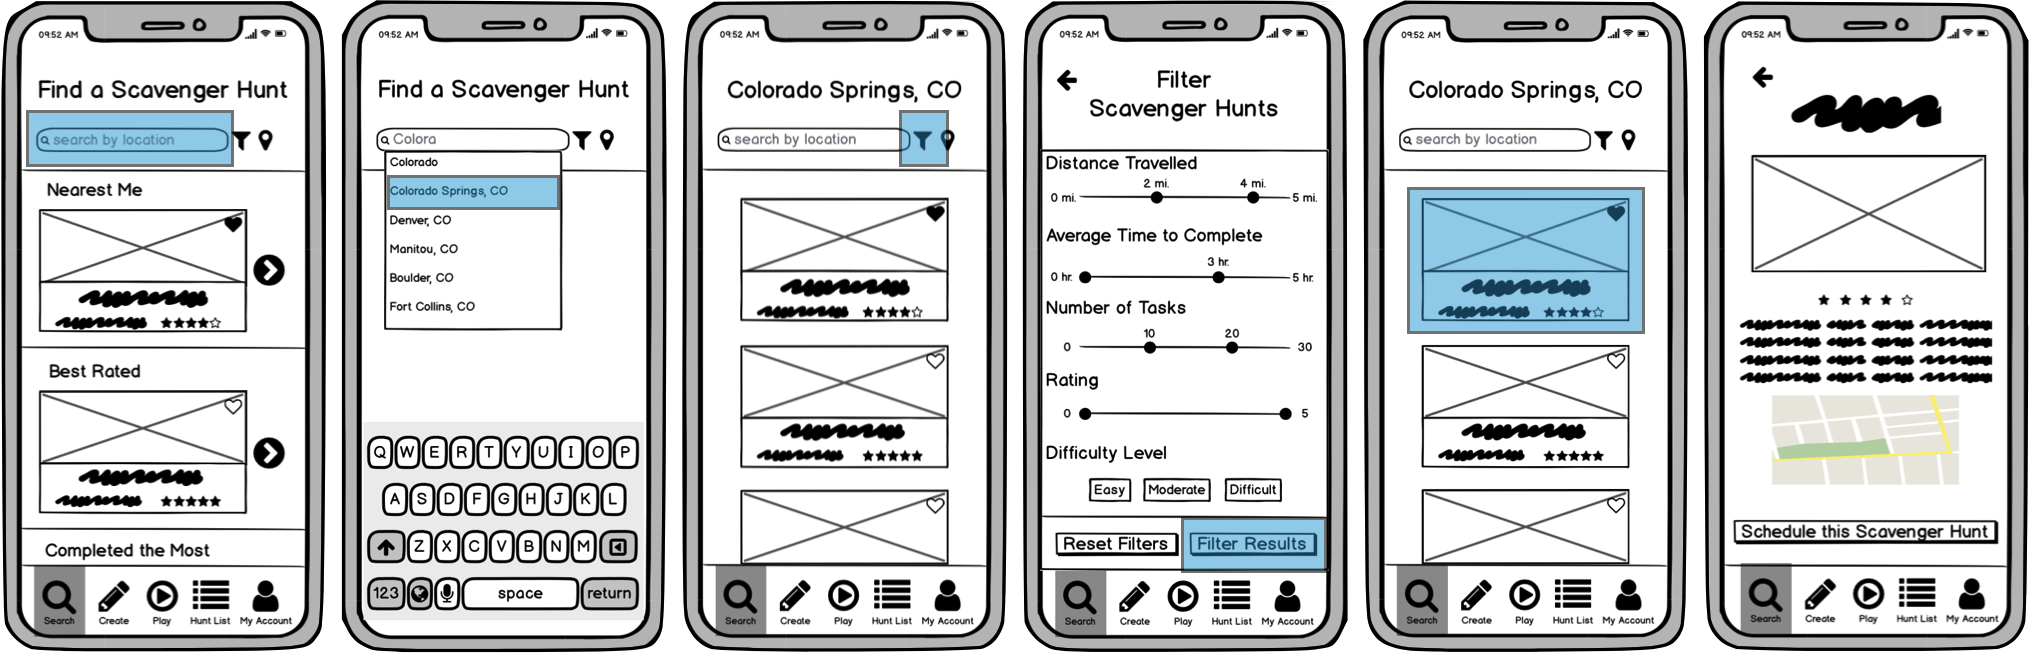 09:52 AM
Find a Scavenger Hunt
search by location
Nearest Me
Best Rated
Completed the Most
Search Create Play Hunt List My Account
09:52 AM
Find a Scavenger Hunt
Colora
Colorado
Colorado Springs, CO
Denver, CO
Manitou, CO
Boulder, CO
Fort Collins, CO
Q W E R T Y U I O P
A S D F G H J K L
Z X C V B N M
123 space return
09:52 AM
Colorado Springs, CO
search by location
Search Create Play Hunt List My Account
09:52 AM
Filter
Scavenger Hunts
Distance Travelled
2 mi. 4 mi.
0 mi. 5 mi.
Average Time to Complete
3 hr.
0 hr. 5 hr.
Number of Tasks
10 20
0 30
Rating
0 5
Difficulty Level
Easy Moderate Difficult
Reset Filters Filter Results
Search Create Play Hunt List My Account
09:52 AM
Colorado Springs, CO
search by location
Search Create Play Hunt List My Account
09:52 AM
Schedule this Scavenger Hunt
Search Create Play Hunt List My Account